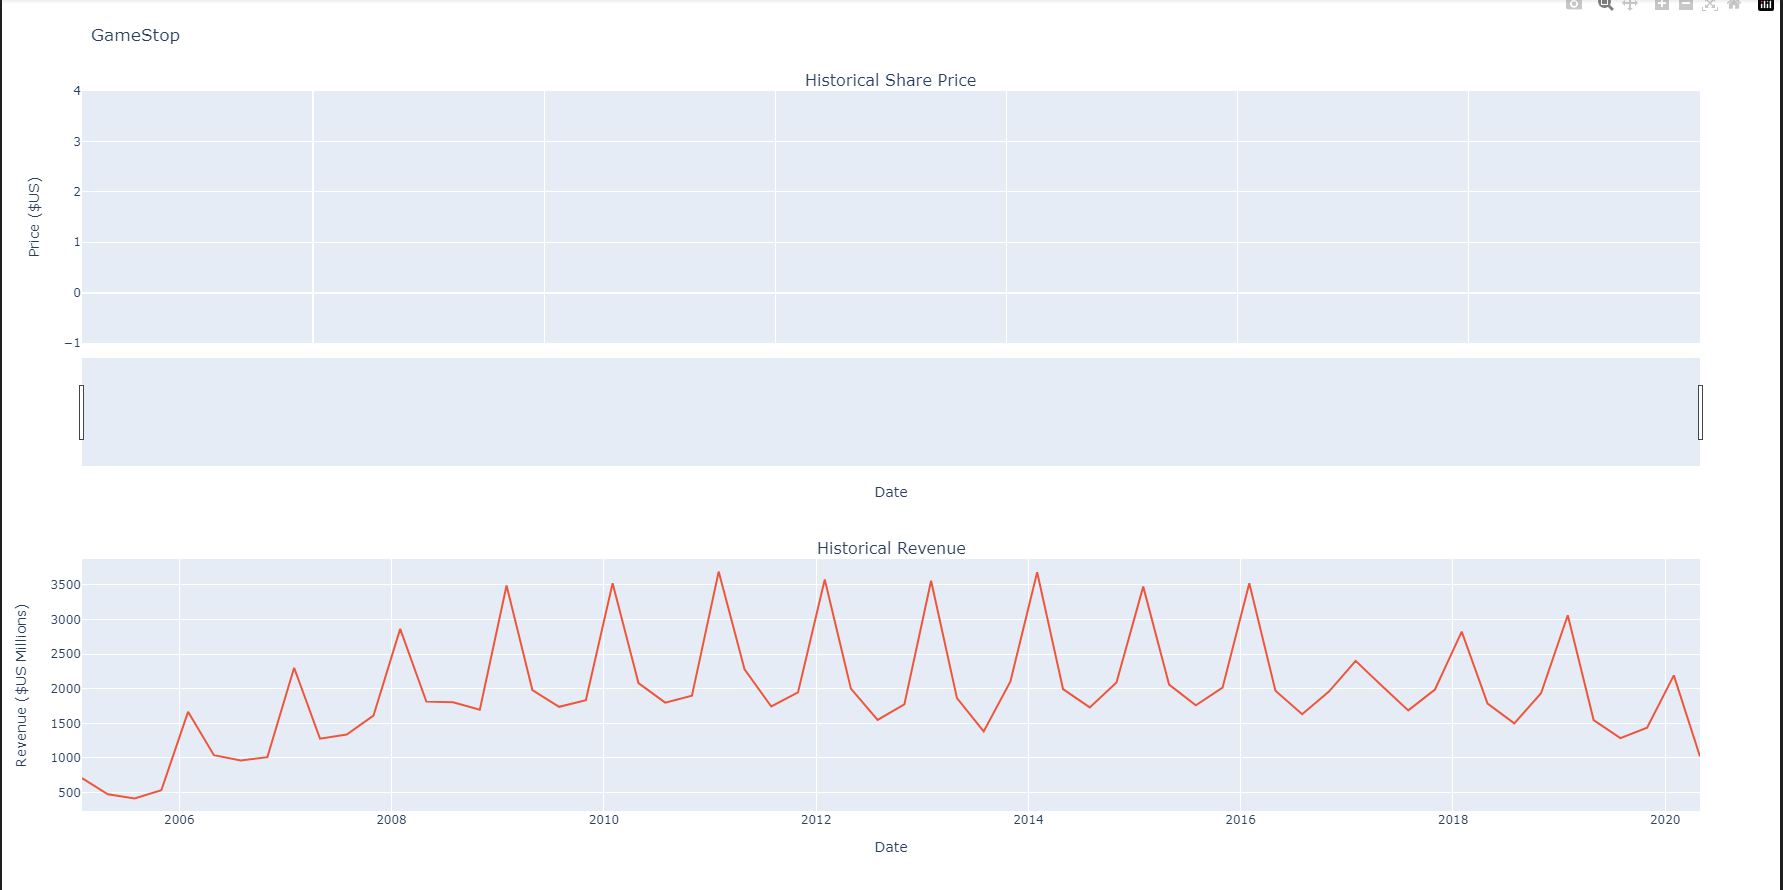 GameStop
Historical Share Price
4
3
2
1
0
−1
Price ($US)
Date
Historical Revenue
3500
3000
2500
2000
1500
1000
500
Revenue ($US Millions)
2006 2008 2010 2012 2014 2016 2018 2020
Date